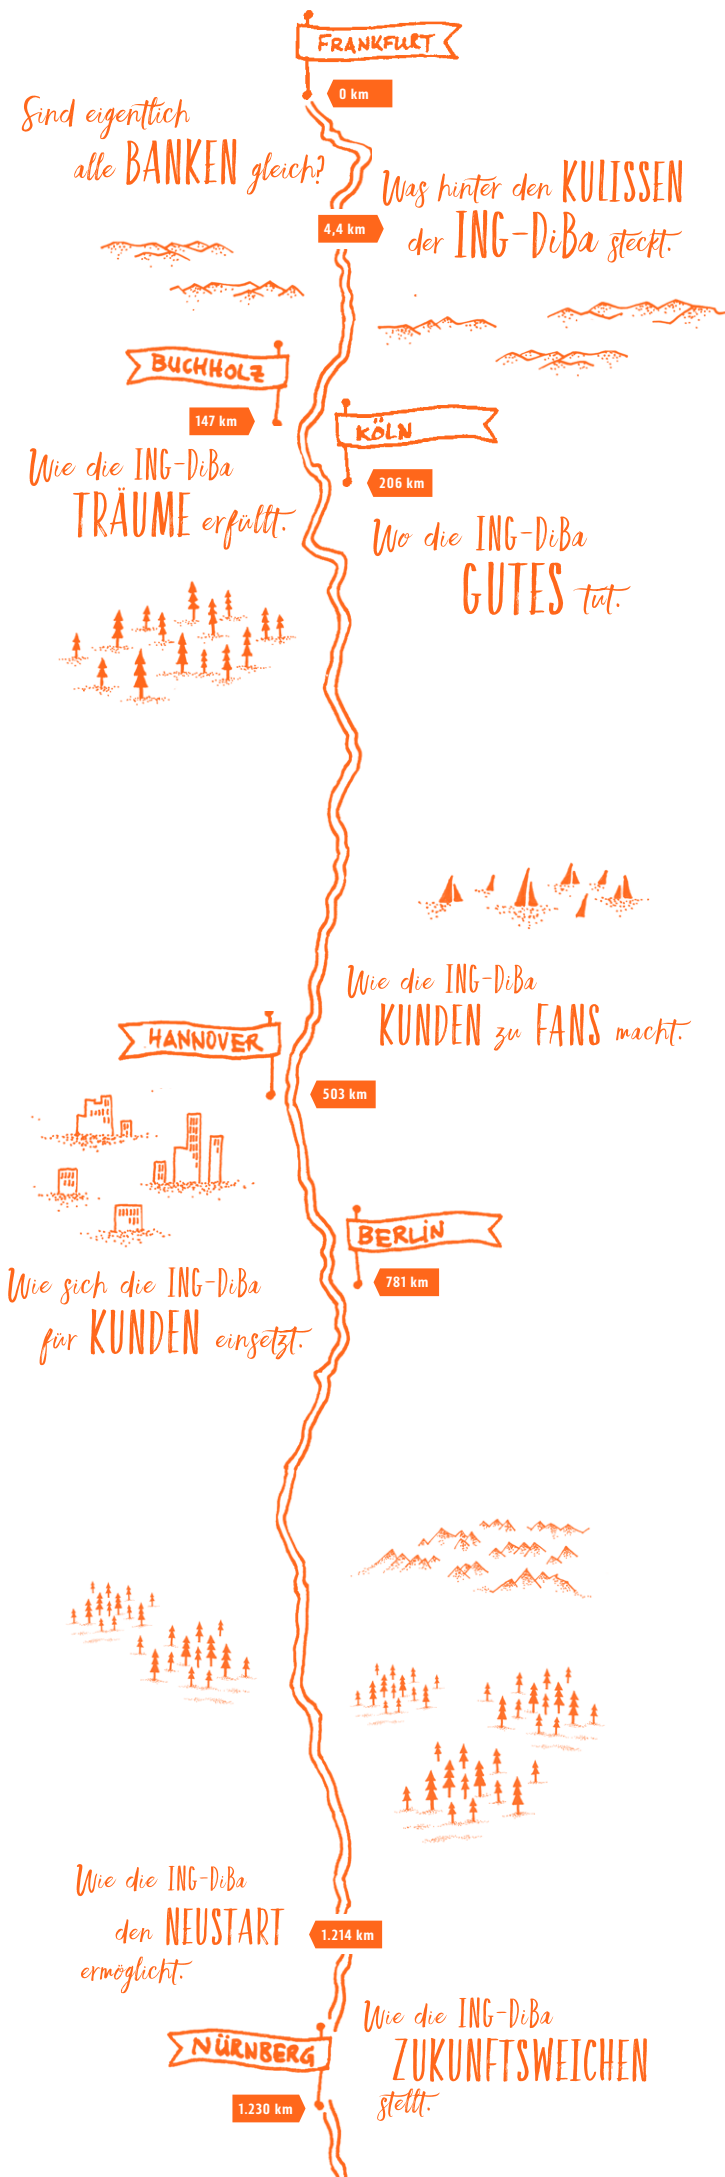 FRANKFURT
0 km
Sind eigentlich
alle BANKEN gleich?
Was hinter den KULISSEN
der ING-DiBa steckt.
4,4 km
BUCHHOLZ
147 km
KÖLN
206 km
Wie die ING-DiBa
TRÄUME erfüllt.
Wo die ING-DiBa
GUTES tut.
Wie die ING-DiBa
KUNDEN zu FANS macht.
HANNOVER
503 km
BERLIN
781 km
Wie sich die ING-DiBa
für KUNDEN einsetzt.
Wie die ING-DiBa
den NEUSTART
ermöglicht.
1.214 km
Wie die ING-DiBa
ZUKUNFTSWEICHEN
stellt.
NÜRNBERG
1.230 km